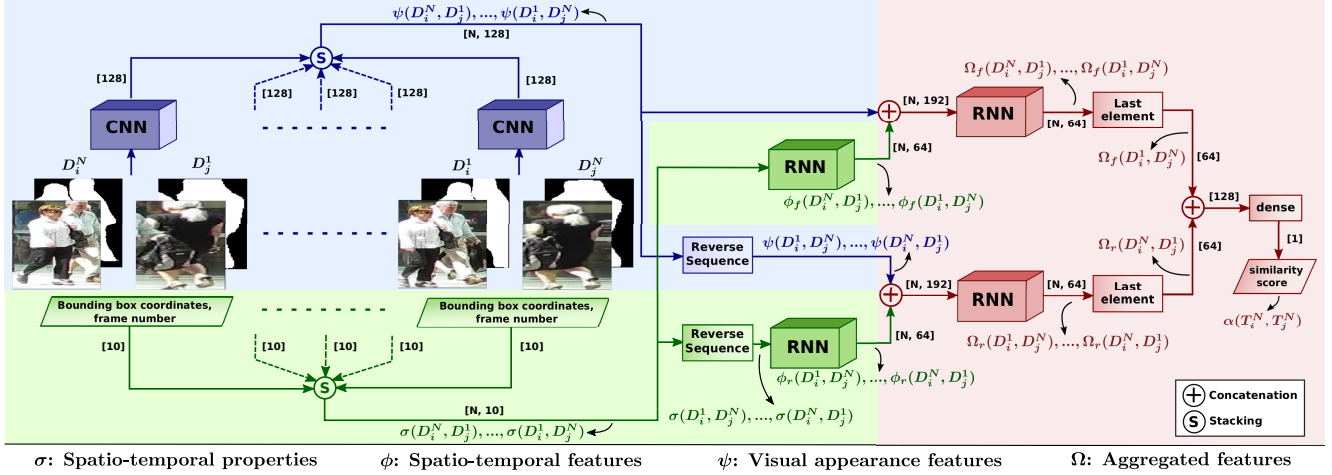 ψ(D_i^N, D_j^1), ..., ψ(D_i^1, D_j^N)
[N, 128]
S
[128]
[128]
[128]
[128]
[128]
CNN
CNN
D_i^N
D_j^1
D_i^1
D_j^N
Bounding box coordinates,
frame number
Bounding box coordinates,
frame number
[10]
[10]
[10]
[10]
[10]
S
[N, 10]
σ(D_i^N, D_j^1), ..., σ(D_i^1, D_j^N)
RNN
[N, 64]
ϕ_f(D_i^N, D_j^1), ..., ϕ_f(D_i^1, D_j^N)
Reverse
Sequence
ψ(D_i^1, D_j^N), ..., ψ(D_i^N, D_j^1)
Reverse
Sequence
RNN
[N, 64]
ϕ_r(D_i^1, D_j^N), ..., ϕ_r(D_i^N, D_j^1)
σ(D_i^1, D_j^N), ..., σ(D_i^N, D_j^1)
+
[N, 192]
RNN
Ω_f(D_i^N, D_j^1), ..., Ω_f(D_i^1, D_j^N)
[N, 64]
Last
element
Ω_f(D_i^1, D_j^N)
[64]
+
[N, 192]
RNN
[N, 64]
Last
element
Ω_r(D_i^1, D_j^N), ..., Ω_r(D_i^N, D_j^1)
Ω_r(D_i^N, D_j^1)
[64]
+
[128]
dense
[1]
similarity
score
α(T_i^N, T_j^N)
+ Concatenation
S Stacking
σ: Spatio-temporal properties
ϕ: Spatio-temporal features
ψ: Visual appearance features
Ω: Aggregated features